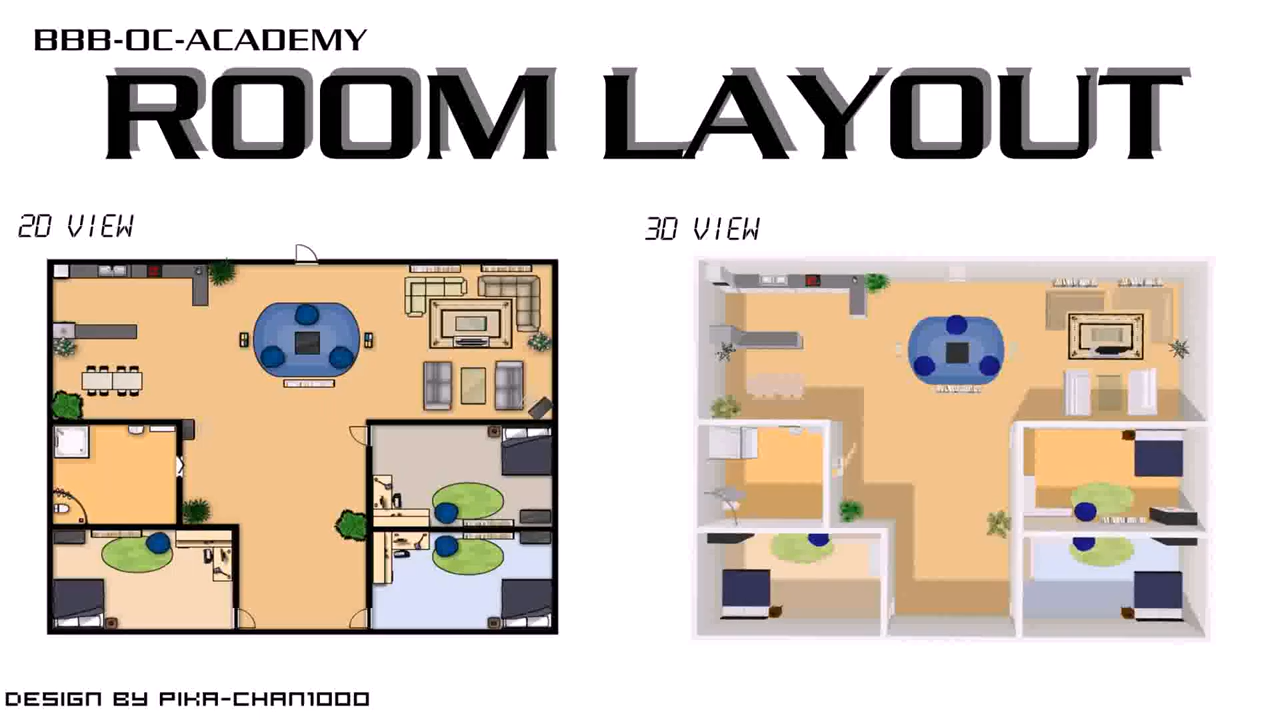 BBB-OC-ACADEMY
ROOM LAYOUT
2D VIEW
3D VIEW
DESIGN BY PIKA-CHAN1000